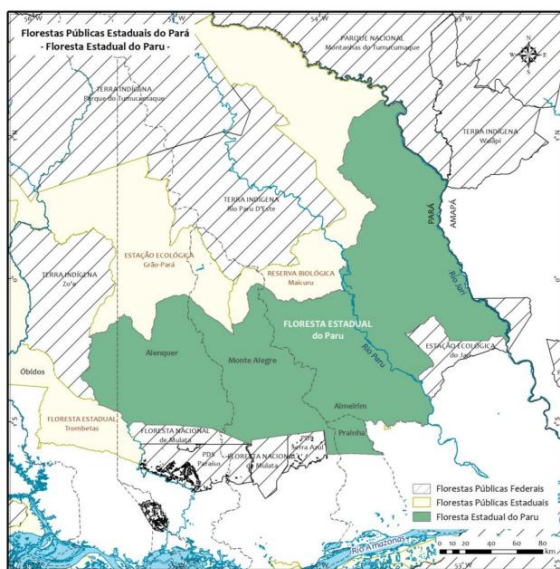 Florestas Públicas Estaduais do Pará
- Floresta Estadual do Paru -
56°W
54°W
53°W
PARQUE NACIONAL
Montanhas do Tumucumaque
TERRA INDÍGENA
Parque do Tumucumaque
TERRA INDÍGENA
Waiãpi
TERRA INDÍGENA
Rio Paru D'Este
PARÁ
AMAPÁ
ESTAÇÃO ECOLÓGICA
Grão-Pará
RESERVA BIOLÓGICA
Maicuru
TERRA INDÍGENA
Zo'e
Rio Jari
FLORESTA ESTADUAL
do Paru
Rio Paru
ESTAÇÃO ECOLÓGICA
do Jari
Alenquer
Monte Alegre
Óbidos
Almeirim
FLORESTA ESTADUAL
Trombetas
FLORESTA NACIONAL
de Mulata
Prainha
PDS
Paraíso
Serra Azul
FLORESTA NACIONAL
de Mulata
Florestas Públicas Federais
Florestas Públicas Estaduais
Floresta Estadual do Paru
Rio Amazonas
0 20 40 60 80
km